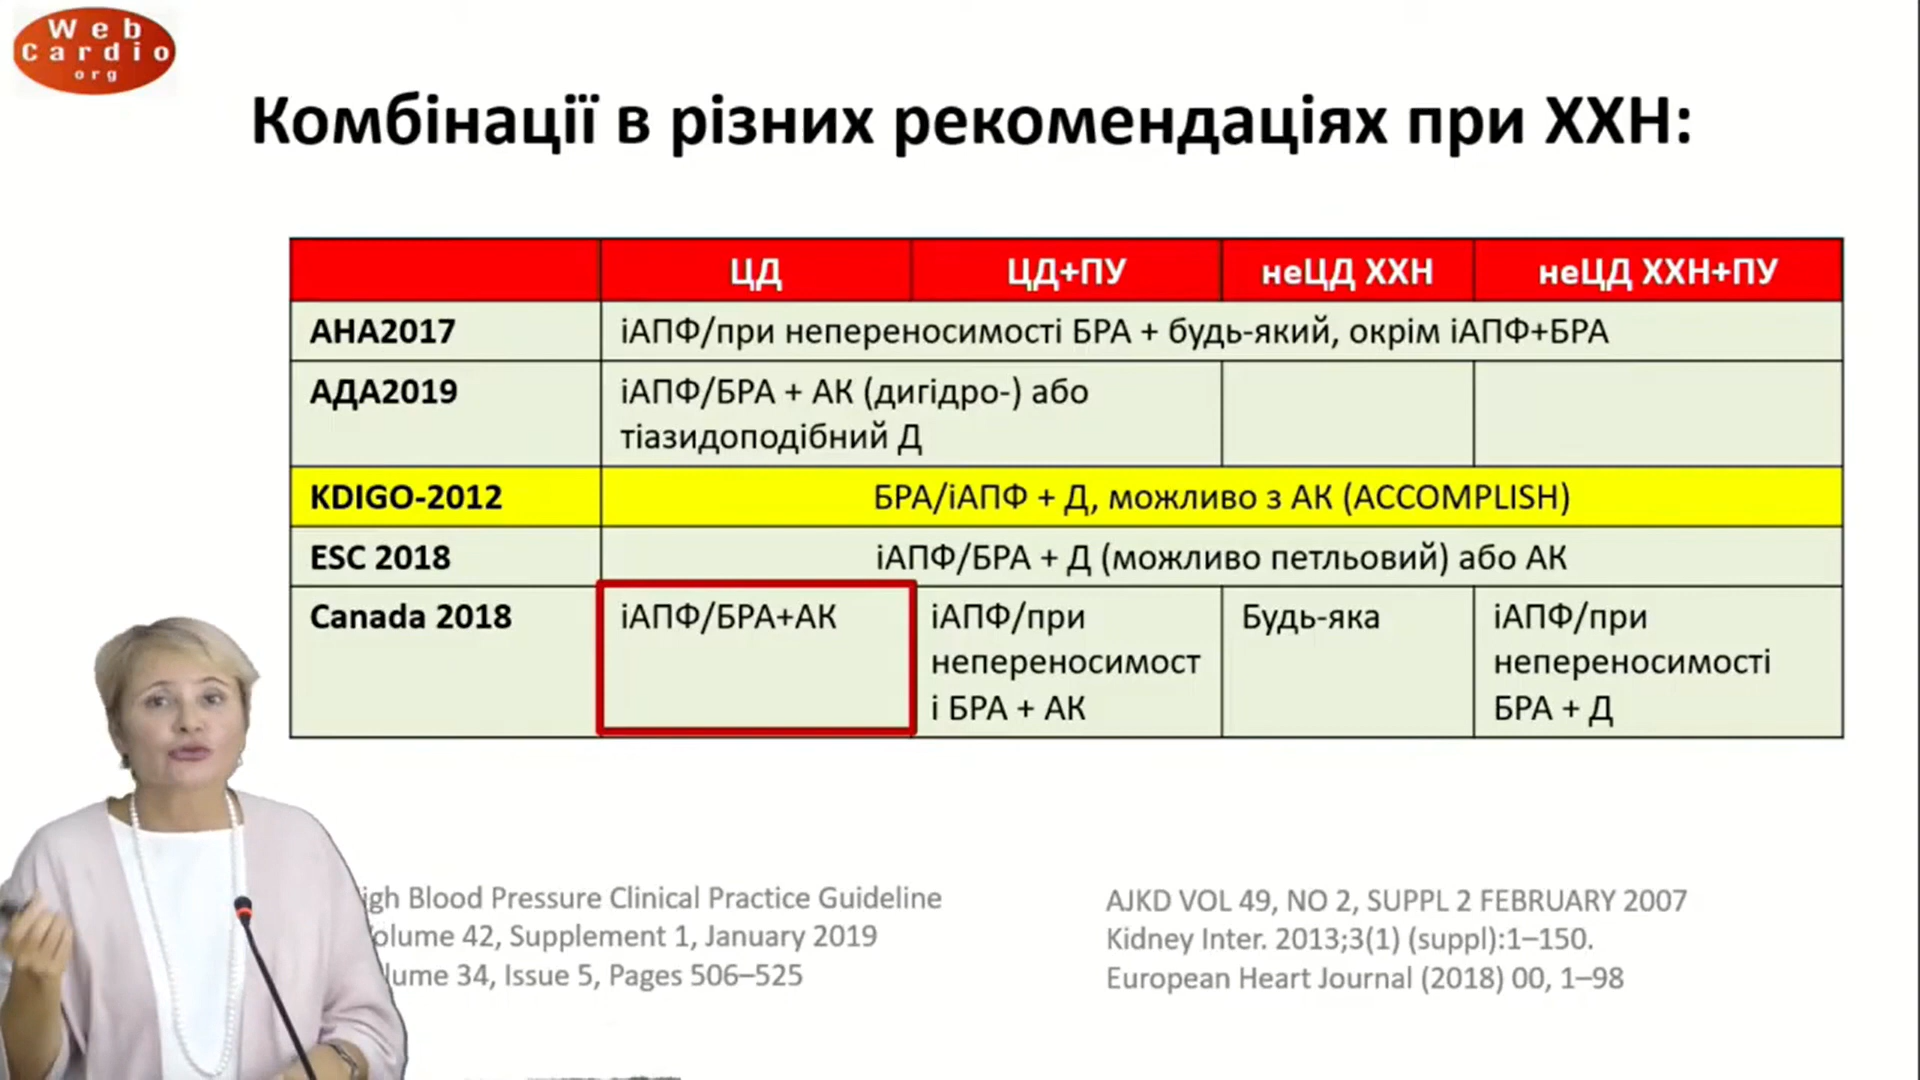 Web
Cardio
org
Комбінації в різних рекомендаціях при ХХН:
ЦД ЦД+ПУ неЦД ХХН неЦД ХХН+ПУ
АНА2017 іАПФ/при непереносимості БРА + будь-який, окрім іАПФ+БРА
АДА2019 іАПФ/БРА + АК (дигідро-) або
тіазидоподібний Д
KDIGO-2012 БРА/іАПФ + Д, можливо з АК (ACCOMPLISH)
ESC 2018 іАПФ/БРА + Д (можливо петльовий) або АК
Canada 2018 іАПФ/БРА+АК іАПФ/при Будь-яка іАПФ/при
непереносимост непереносимості
і БРА + АК БРА + Д
Blood Pressure Clinical Practice Guideline
42, Supplement 1, January 2019
34, Issue 5, Pages 506–525
AJKD VOL 49, NO 2, SUPPL 2 FEBRUARY 2007
Kidney Inter. 2013;3(1) (suppl):1–150.
European Heart Journal (2018) 00, 1–98